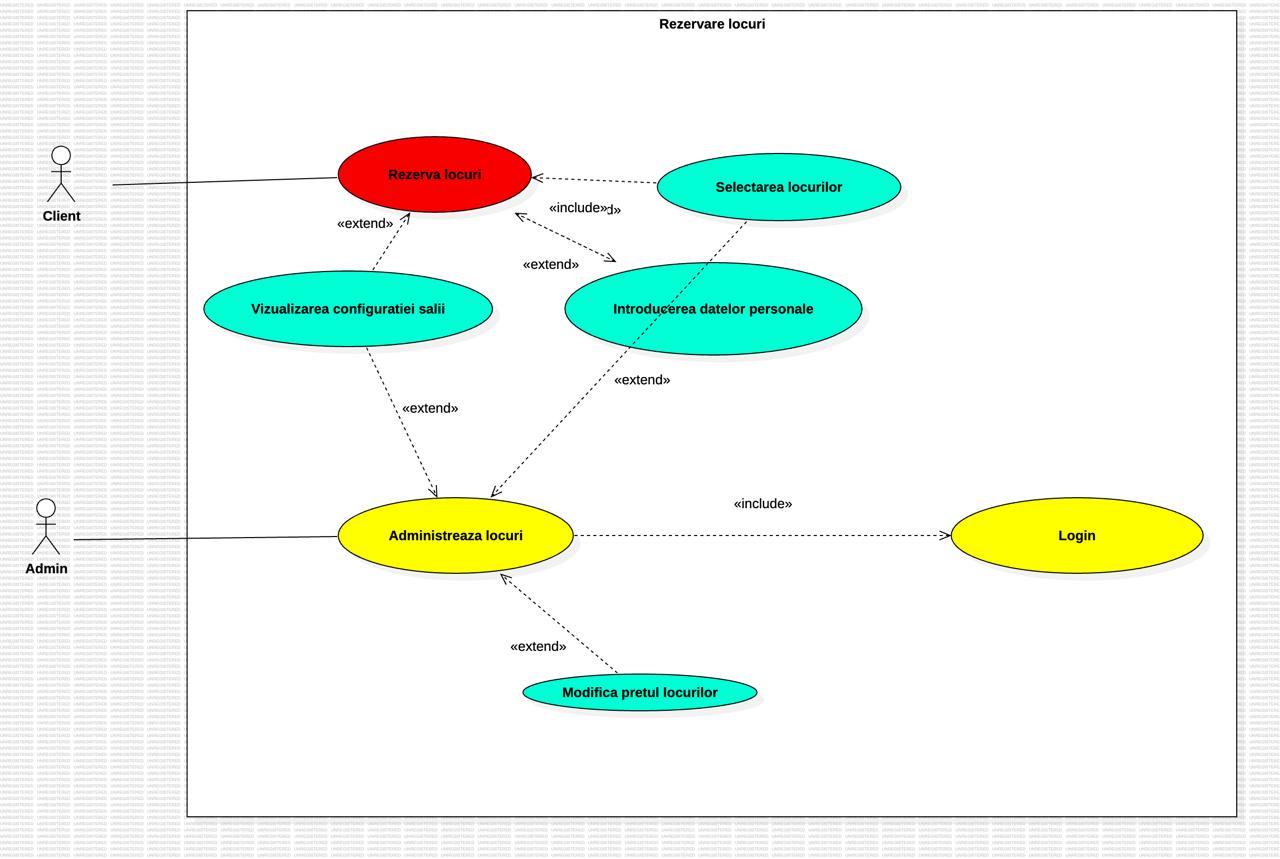 Rezervare locuri
Rezerva locuri
Selectarea locurilor
Client
«extend»
«include»
d»
«extend»
Vizualizarea configuratiei salii
Introducerea datelor personale
«extend»
«extend»
«include»
Administreaza locuri
Login
Admin
«extend»
Modifica pretul locurilor
UNREGISTERED